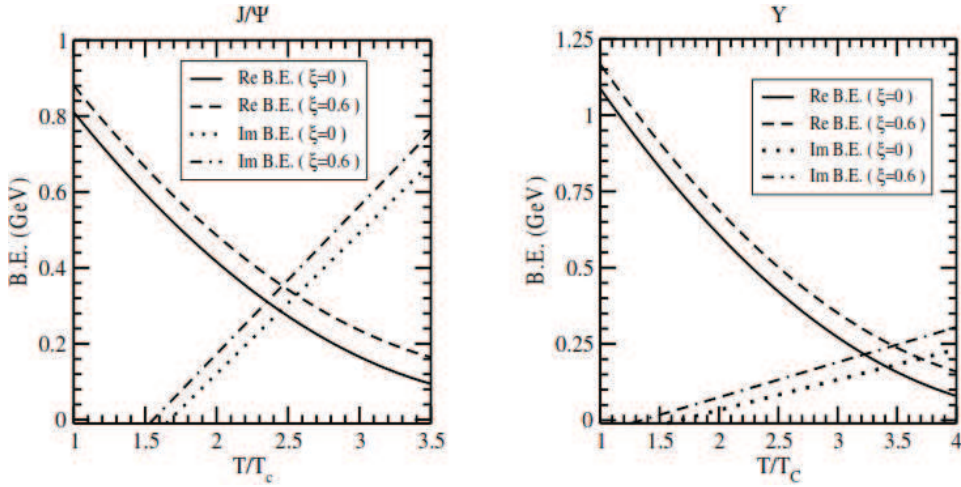 J/Ψ
B.E. (GeV)
1
0.8
0.6
0.4
0.2
0
Re B.E. ( ξ=0 )
Re B.E. ( ξ=0.6 )
Im B.E. ( ξ=0 )
Im B.E. ( ξ=0.6 )
1 1.5 2 2.5 3 3.5
T/Tc
Y
B.E. (GeV)
1.25
1
0.75
0.5
0.25
0
Re B.E. ( ξ=0 )
Re B.E. ( ξ=0.6 )
Im B.E. ( ξ=0 )
Im B.E. ( ξ=0.6 )
1 1.5 2 2.5 3 3.5 4
T/TC